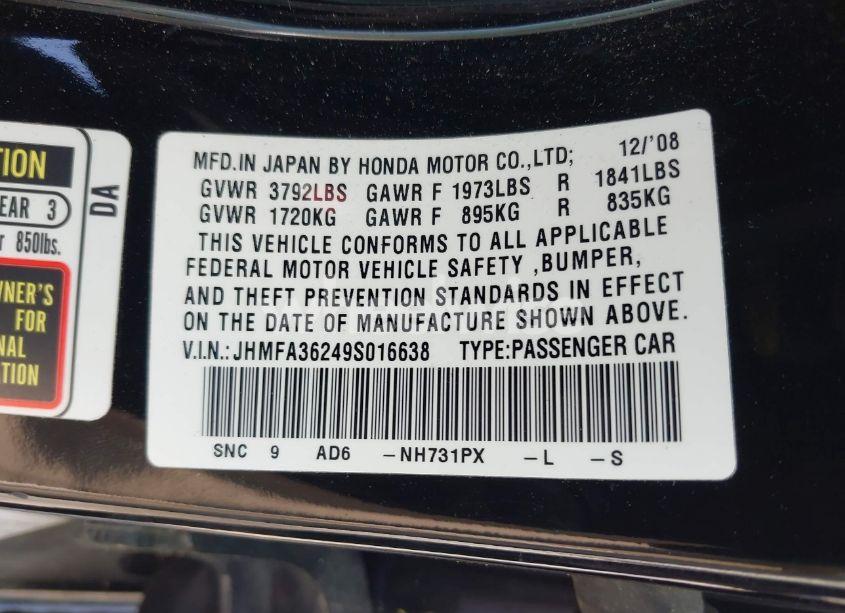 TION
EAR 3
850lbs.
NER'S
FOR
NAL
TION
DA
MFD.IN JAPAN BY HONDA MOTOR CO.,LTD; 12/'08
GVWR 3792LBS GAWR F 1973LBS R 1841LBS
GVWR 1720KG GAWR F 895KG R 835KG
THIS VEHICLE CONFORMS TO ALL APPLICABLE
FEDERAL MOTOR VEHICLE SAFETY ,BUMPER,
AND THEFT PREVENTION STANDARDS IN EFFECT
ON THE DATE OF MANUFACTURE SHOWN ABOVE.
V.I.N.:JHMFA36249S016638 TYPE:PASSENGER CAR
SNC 9 AD6 -NH731PX -L -S